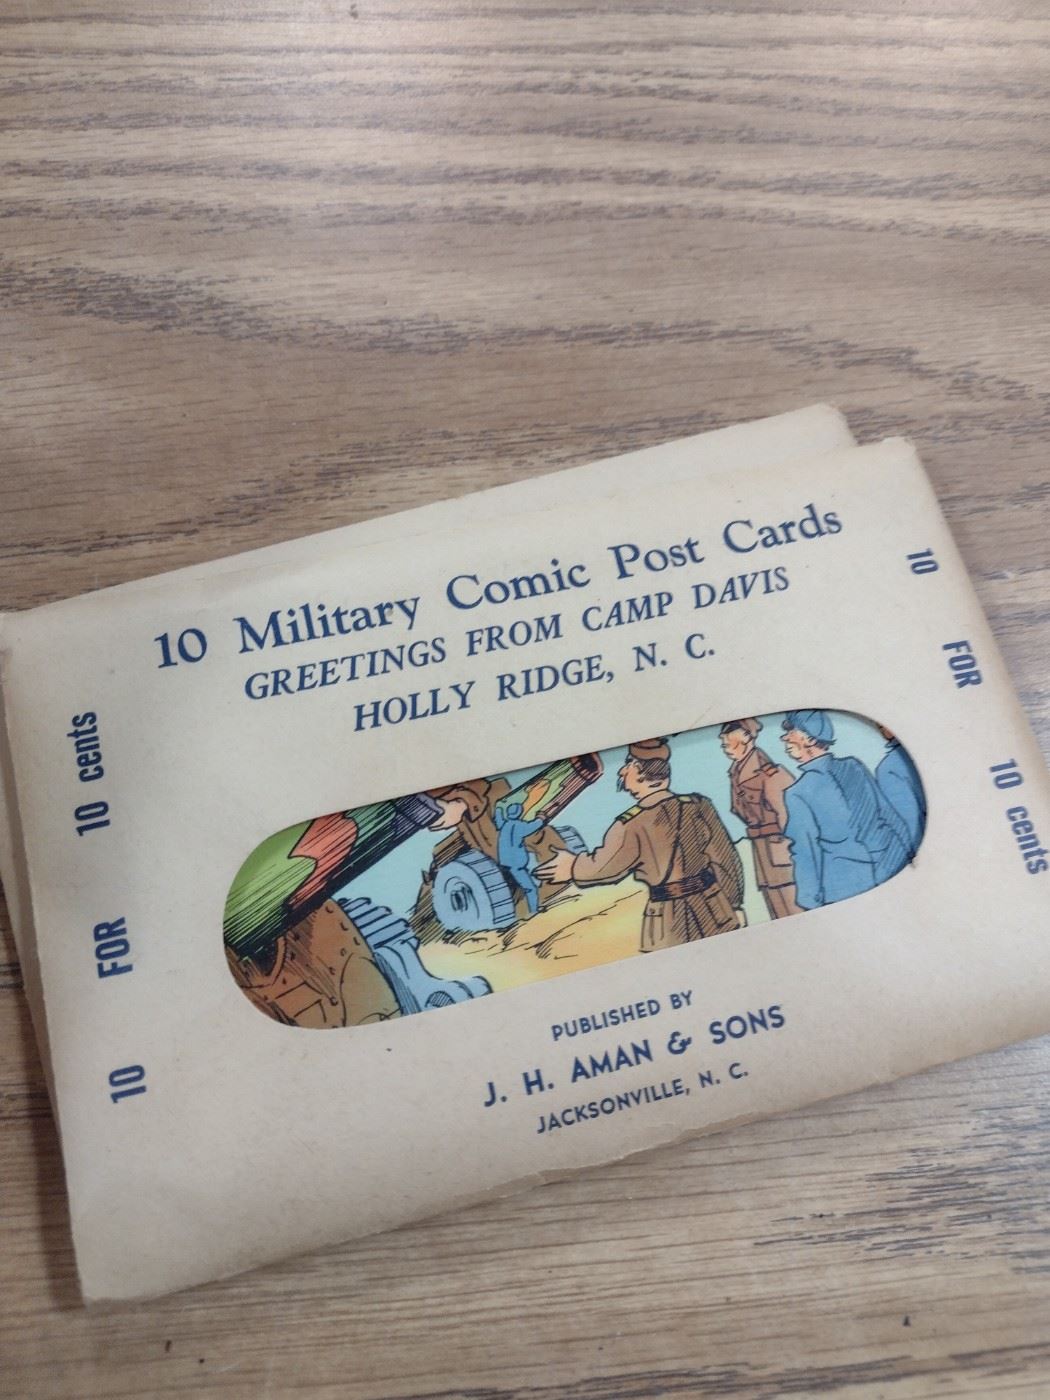 10 Military Comic Post Cards
GREETINGS FROM CAMP DAVIS
HOLLY RIDGE, N. C.
10 FOR 10 cents
10 FOR 10 cents
PUBLISHED BY
J. H. AMAN & SONS
JACKSONVILLE, N. C.